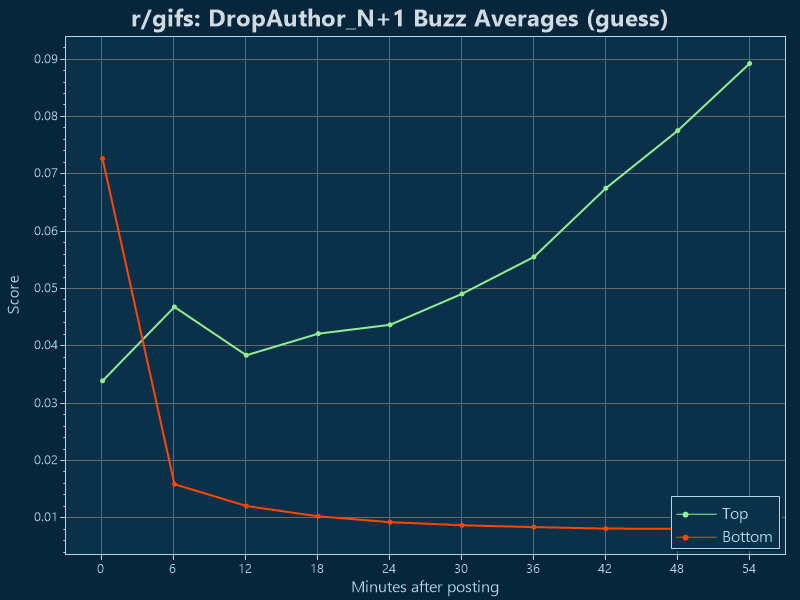 r/gifs: DropAuthor_N+1 Buzz Averages (guess)
0.09
0.08
0.07
0.06
0.05
0.04
0.03
0.02
0.01
Score
0 6 12 18 24 30 36 42 48 54
Minutes after posting
Top
Bottom